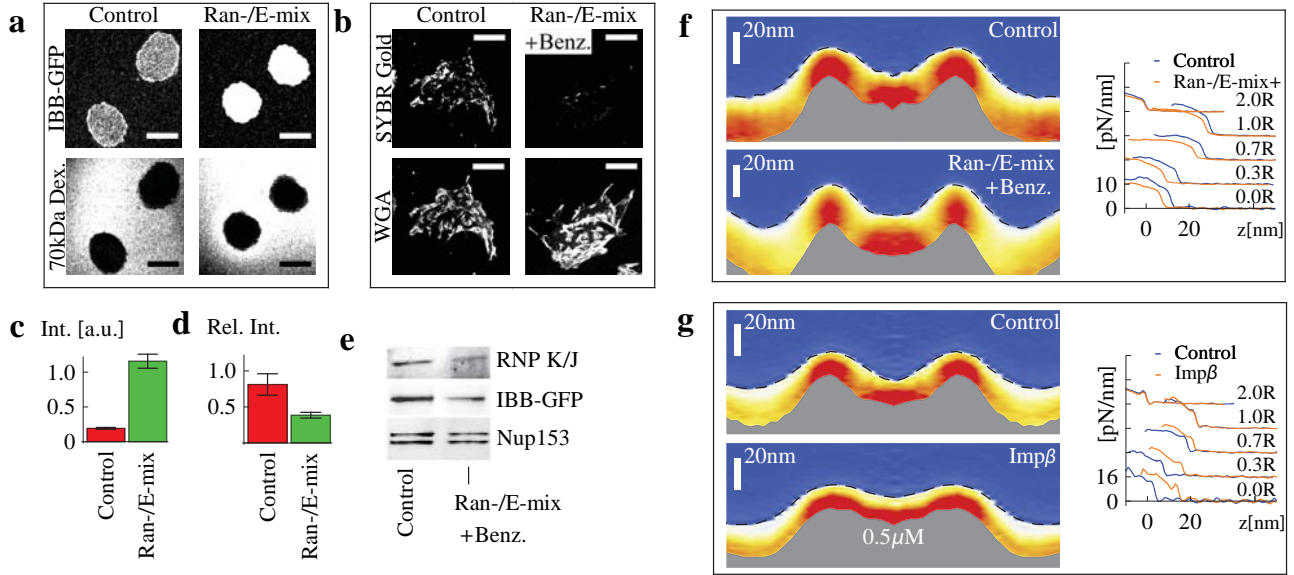 a
Control
Ran-/E-mix
IBB-GFP
70kDa Dex.
b
Control
Ran-/E-mix
+Benz.
SYBR Gold
WGA
c
Int. [a.u.]
1.0
0.5
0
Control
Ran-/E-mix
d
Rel. Int.
1.0
0.5
Control
Ran-/E-mix
e
RNP K/J
IBB-GFP
Nup153
Control
Ran-/E-mix
+Benz.
f
20nm
Control
20nm
Ran-/E-mix
+Benz.
Control
Ran-/E-mix+
[pN/nm]
2.0R
1.0R
0.7R
0.3R
0.0R
10
0
0
20
z[nm]
g
20nm
Control
20nm
Impβ
0.5μM
Control
Impβ
[pN/nm]
2.0R
1.0R
0.7R
0.3R
0.0R
16
0
0
20
z[nm]